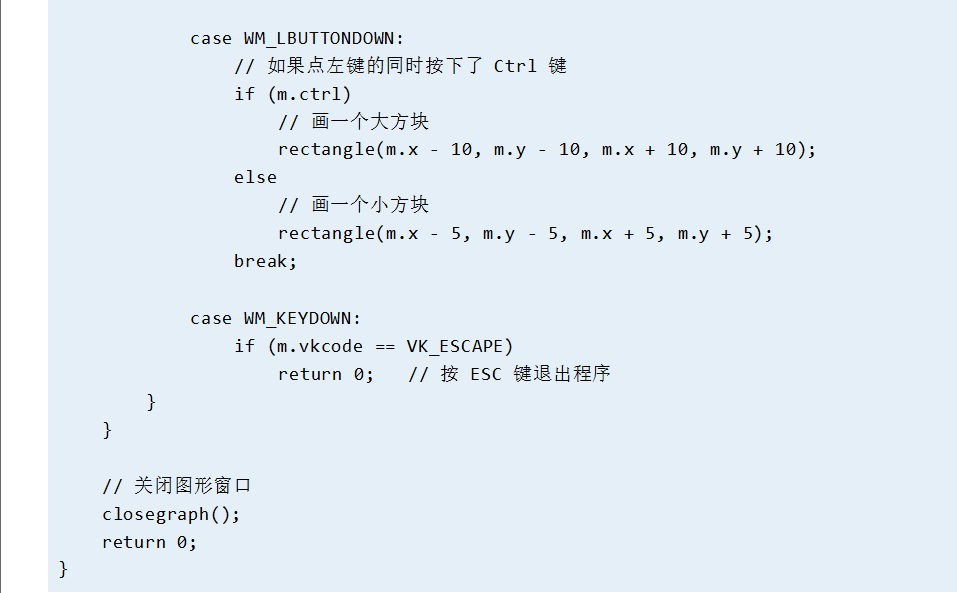 case WM_LBUTTONDOWN:
// 如果点左键的同时按下了 Ctrl 键
if (m.ctrl)
// 画一个大方块
rectangle(m.x - 10, m.y - 10, m.x + 10, m.y + 10);
else
// 画一个小方块
rectangle(m.x - 5, m.y - 5, m.x + 5, m.y + 5);
break;
case WM_KEYDOWN:
if (m.vkcode == VK_ESCAPE)
return 0;   // 按 ESC 键退出程序
}
}
// 关闭图形窗口
closegraph();
return 0;
}